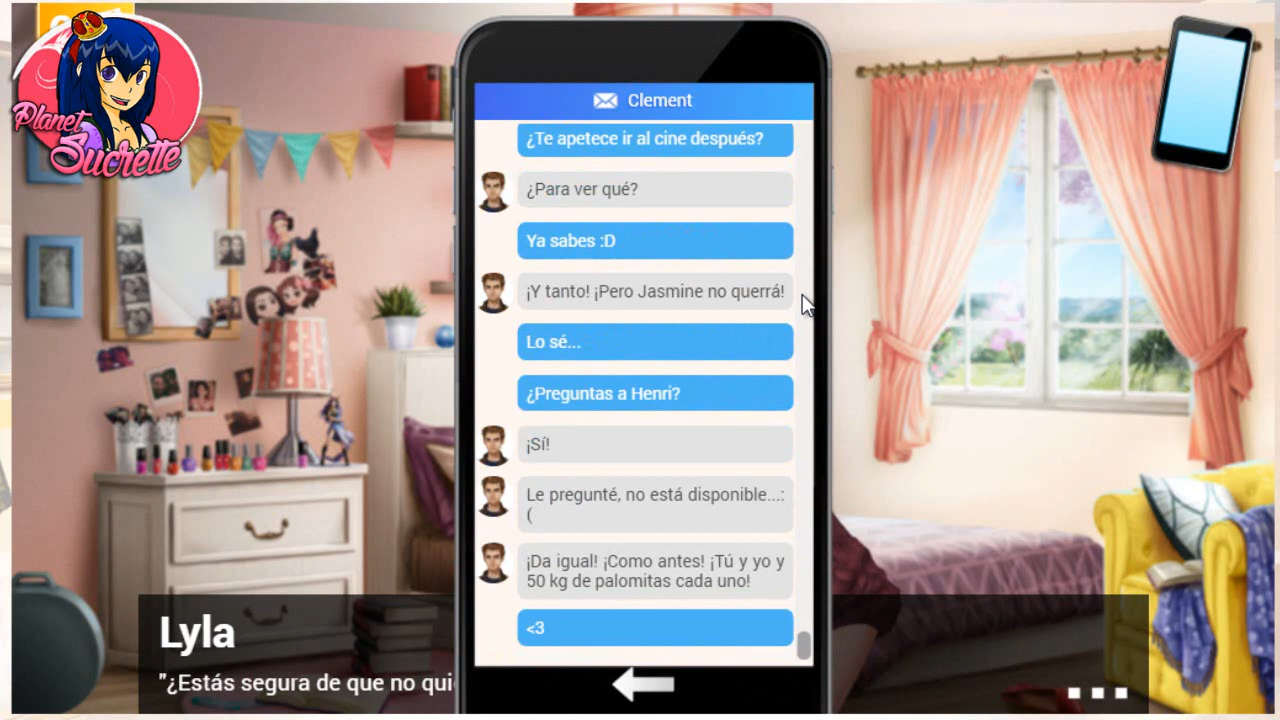 Planet
Sucrette
Clement
¿Te apetece ir al cine después?
¿Para ver qué?
Ya sabes :D
¡Y tanto! ¡Pero Jasmine no querrá!
Lo sé...
¿Preguntas a Henri?
¡Sí!
Le pregunté, no está disponible...:
(
¡Da igual! ¡Como antes! ¡Tú y yo y
50 kg de palomitas cada uno!
<3
Lyla
"¿Estás segura de que no qui